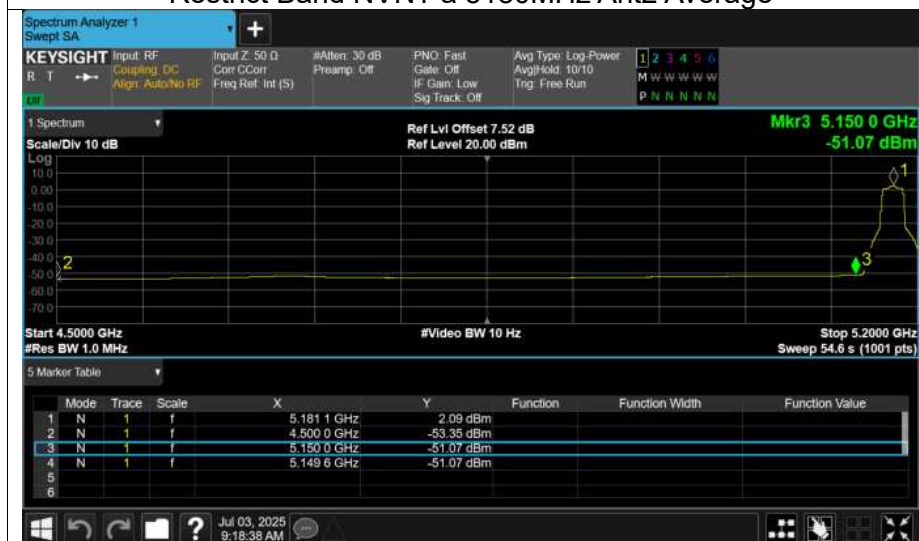 Restrict Band NVNT a 5180MHz Ant2 Average
Spectrum Analyzer 1
Swept SA
+
KEYSIGHT Input: RF Input Z: 50 Ω #Atten: 30 dB PNO: Fast Avg Type: Log-Power 1 2 3 4 5 6
R T Coupling: DC Corr CCorr Preamp: Off Gate: Off Avg|Hold: 10/10 M W W W W W
Align: Auto/No RF Freq Ref: Int (S) IF Gain: Low Trig: Free Run
Sig Track: Off P N N N N N
1 Spectrum Ref Lvl Offset 7.52 dB Mkr3 5.150 0 GHz
Scale/Div 10 dB Ref Level 20.00 dBm -51.07 dBm
Log
10.0
0.00
-10.0
-20.0
-30.0
-40.0
-50.0
-60.0
-70.0
1
2
3
Start 4.5000 GHz #Video BW 10 Hz Stop 5.2000 GHz
#Res BW 1.0 MHz Sweep 54.6 s (1001 pts)
5 Marker Table
Mode Trace Scale X Y Function Function Width Function Value
1 N 1 f 5.181 1 GHz 2.09 dBm
2 N 1 f 4.500 0 GHz -53.35 dBm
3 N 1 f 5.150 0 GHz -51.07 dBm
4 N 1 f 5.149 6 GHz -51.07 dBm
5
6
? Jul 03, 2025
9:18:38 AM